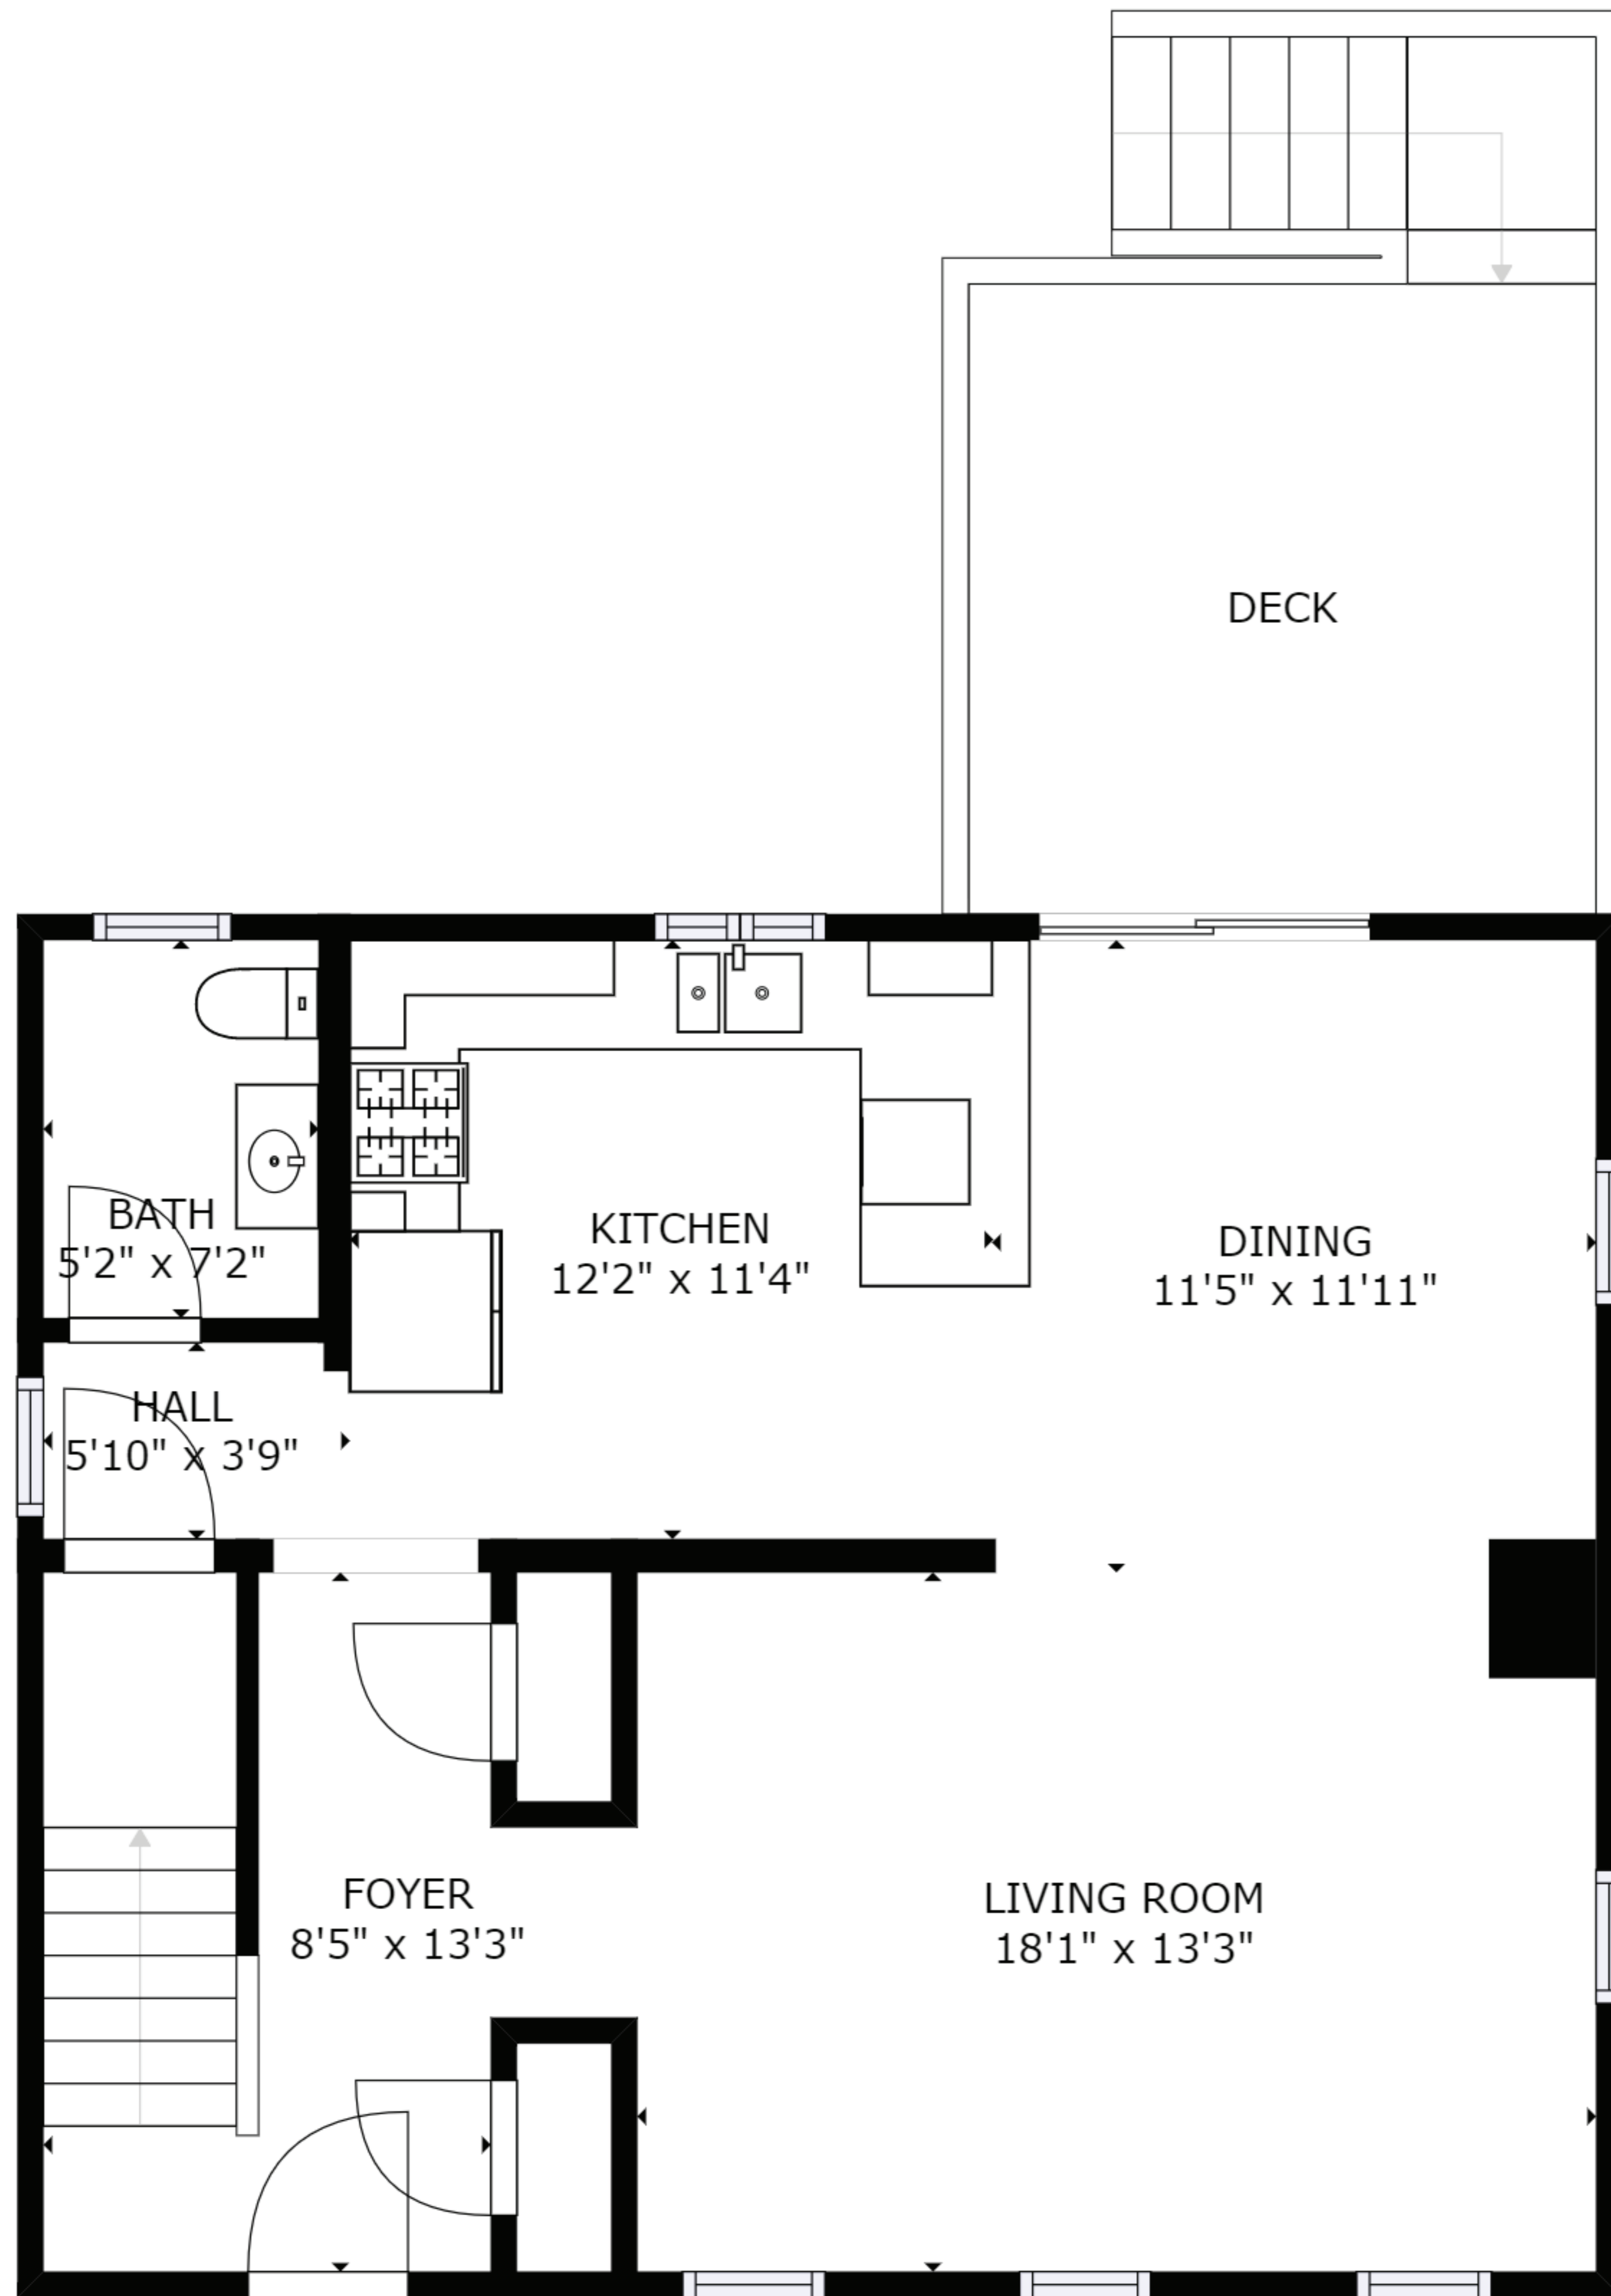 DECK
BATH
5'2" x 7'2"
KITCHEN
12'2" x 11'4"
DINING
11'5" x 11'11"
HALL
5'10" x 3'9"
FOYER
8'5" x 13'3"
LIVING ROOM
18'1" x 13'3"